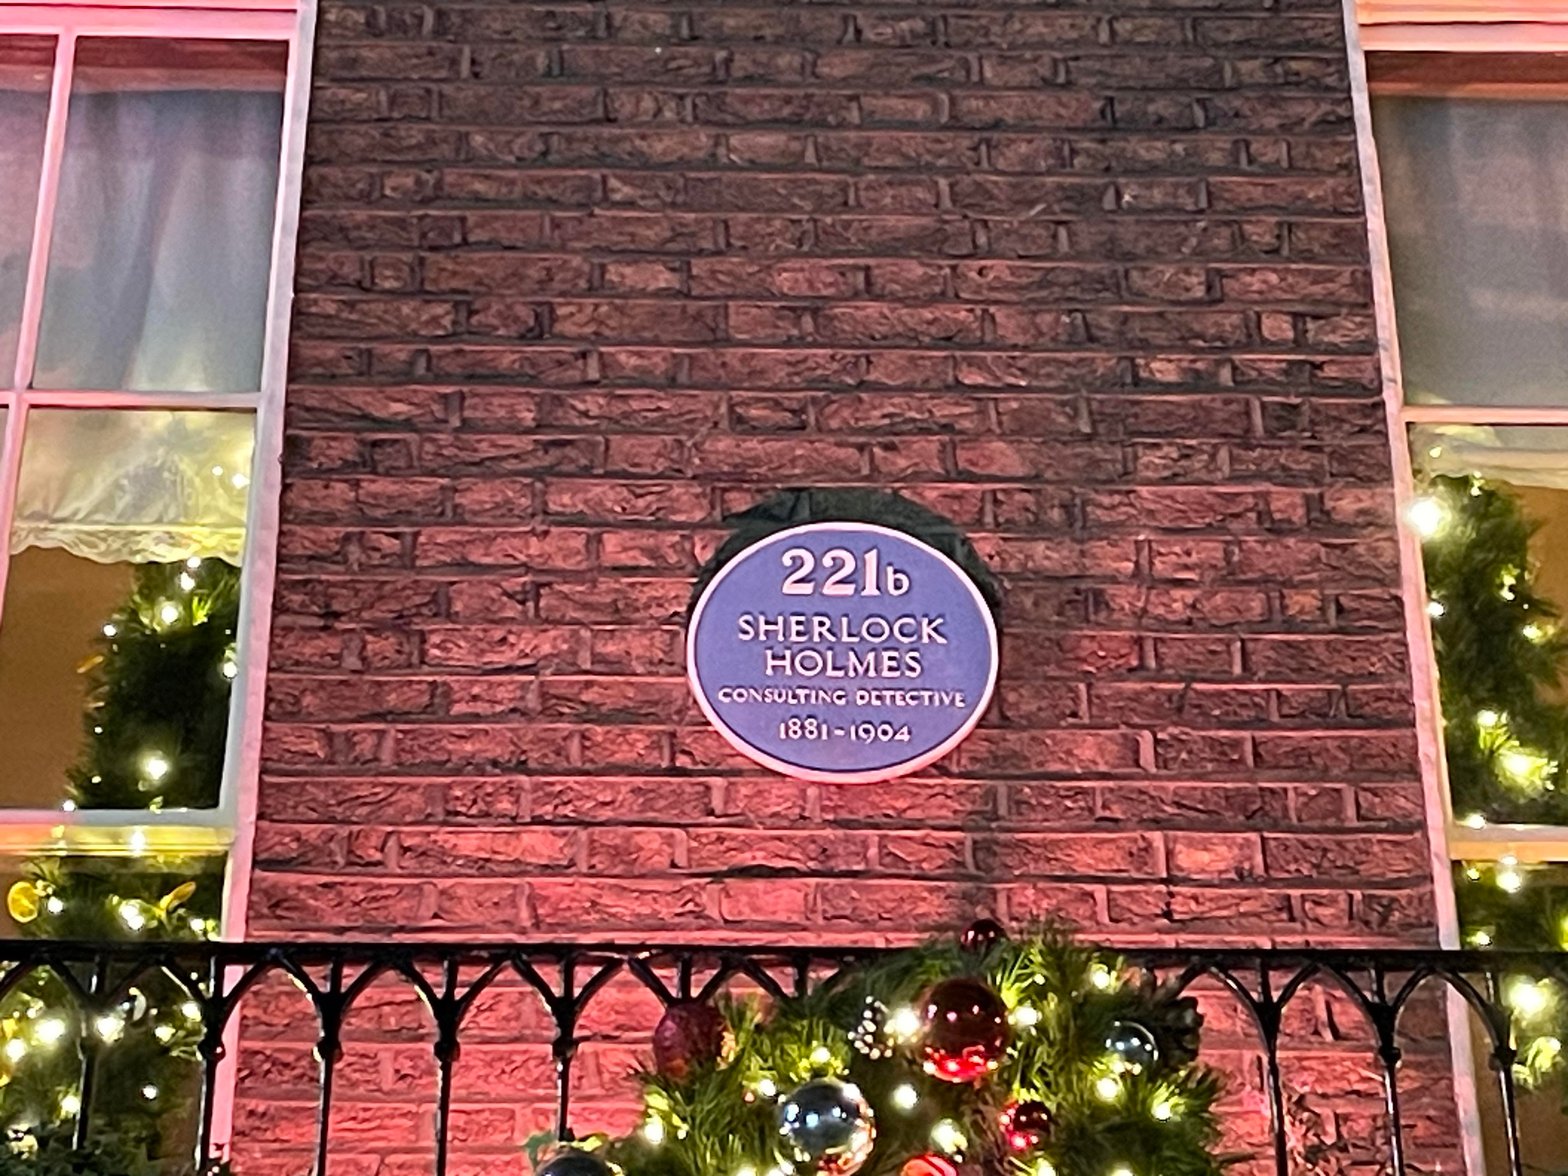 221b
SHERLOCK
HOLMES
CONSULTING DETECTIVE
1881-1904